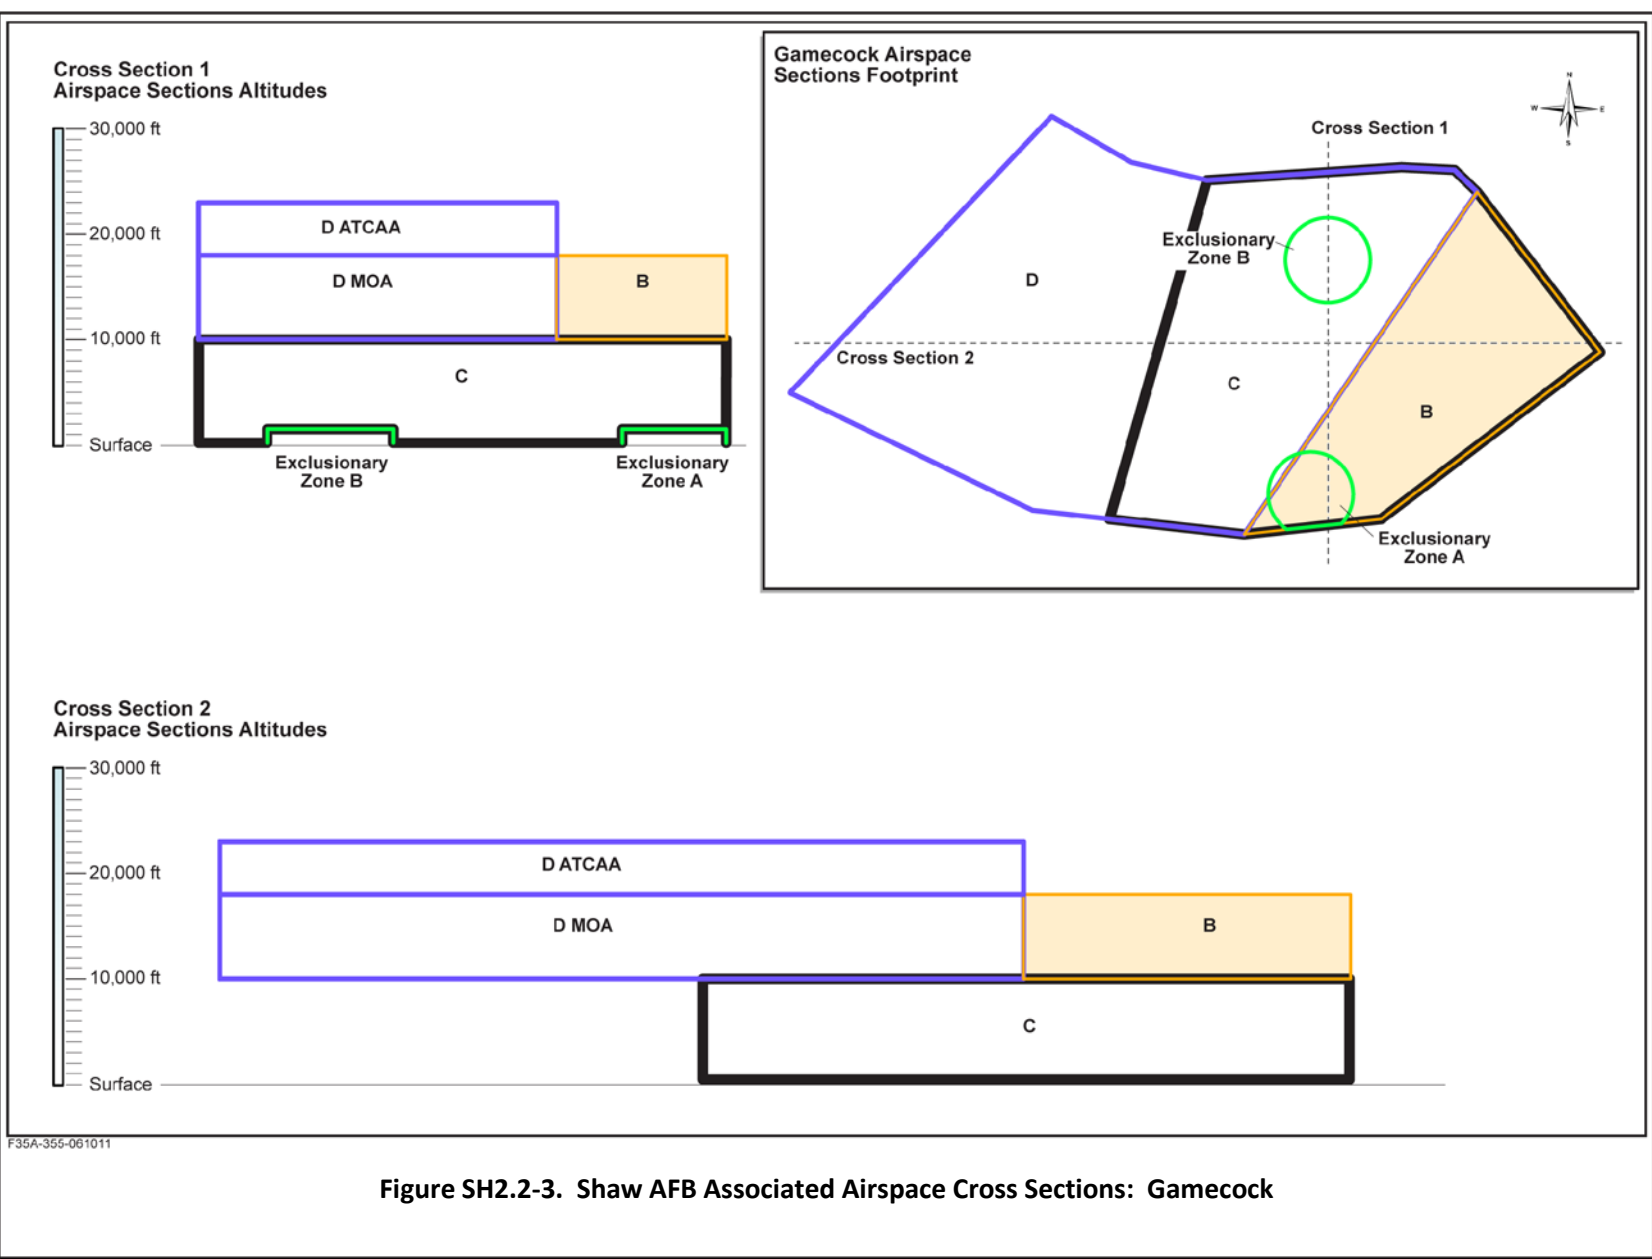 Cross Section 1
Airspace Sections Altitudes
30,000 ft
20,000 ft
10,000 ft
Surface
D ATCAA
D MOA
B
C
Exclusionary
Zone B
Exclusionary
Zone A
Gamecock Airspace
Sections Footprint
N
W
E
S
Cross Section 1
Exclusionary
Zone B
D
Cross Section 2
C
B
Exclusionary
Zone A
Cross Section 2
Airspace Sections Altitudes
30,000 ft
20,000 ft
10,000 ft
Surface
D ATCAA
D MOA
B
C
F35A-355-061011
Figure SH2.2-3. Shaw AFB Associated Airspace Cross Sections: Gamecock